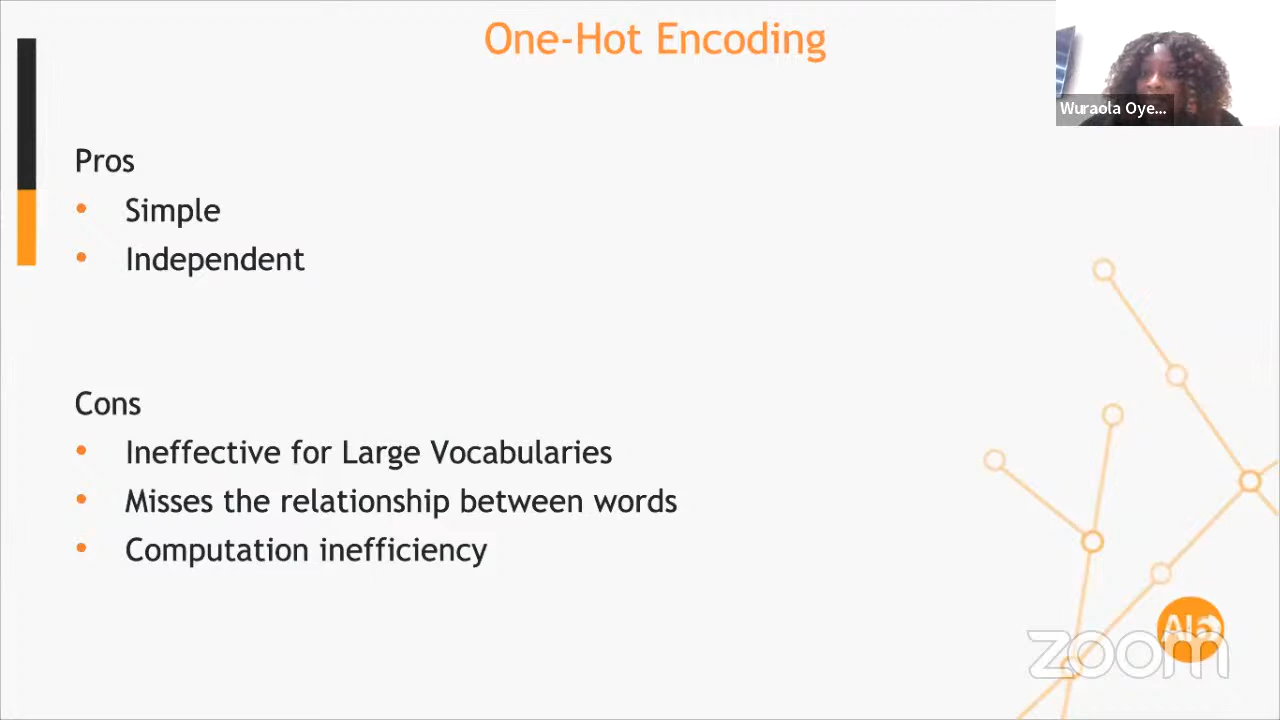 One-Hot Encoding
Wuraola Oye...
Pros
• Simple
• Independent
Cons
• Ineffective for Large Vocabularies
• Misses the relationship between words
• Computation inefficiency
zoom